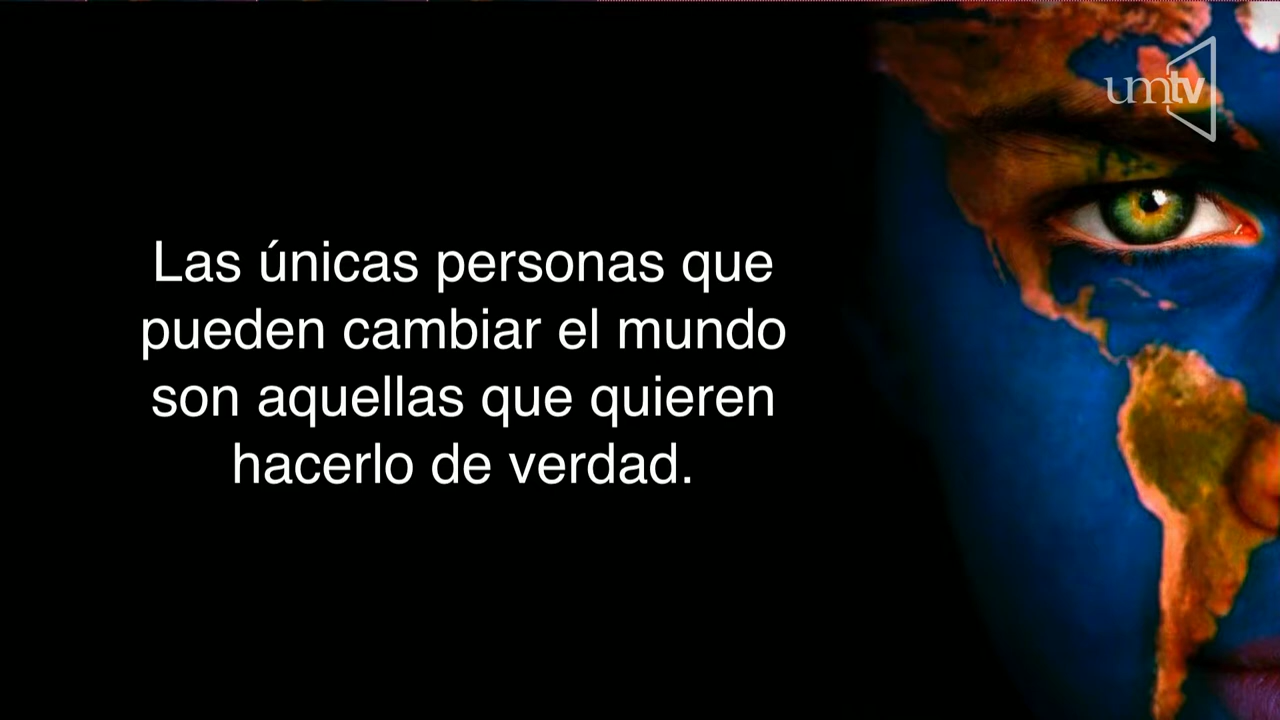 umtv
Las únicas personas que
pueden cambiar el mundo
son aquellas que quieren
hacerlo de verdad.